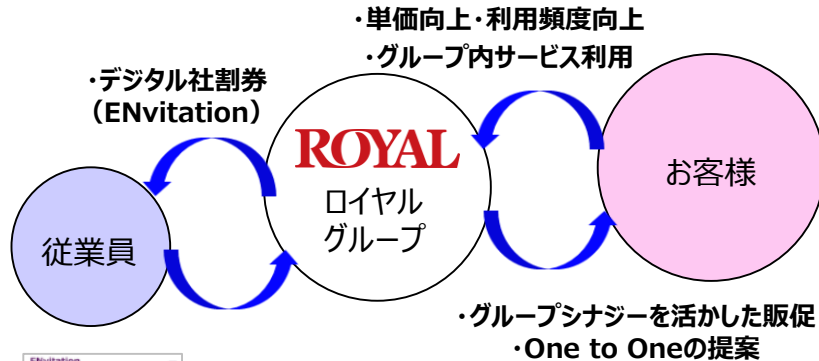 ・単価向上・利用頻度向上
・グループ内サービス利用
・デジタル社割券
（ENvitation）
ROYAL
ロイヤル
グループ
お客様
従業員
・グループシナジーを活かした販促
・One to Oneの提案
ENvitation